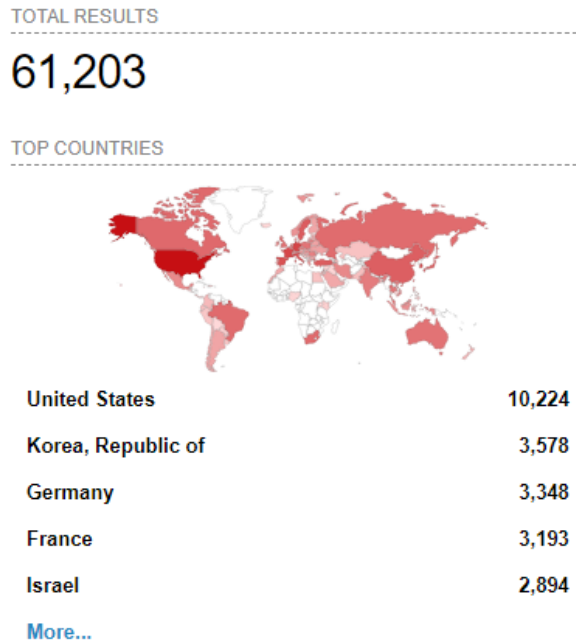 TOTAL RESULTS
61,203
TOP COUNTRIES
United States 10,224
Korea, Republic of 3,578
Germany 3,348
France 3,193
Israel 2,894
More...